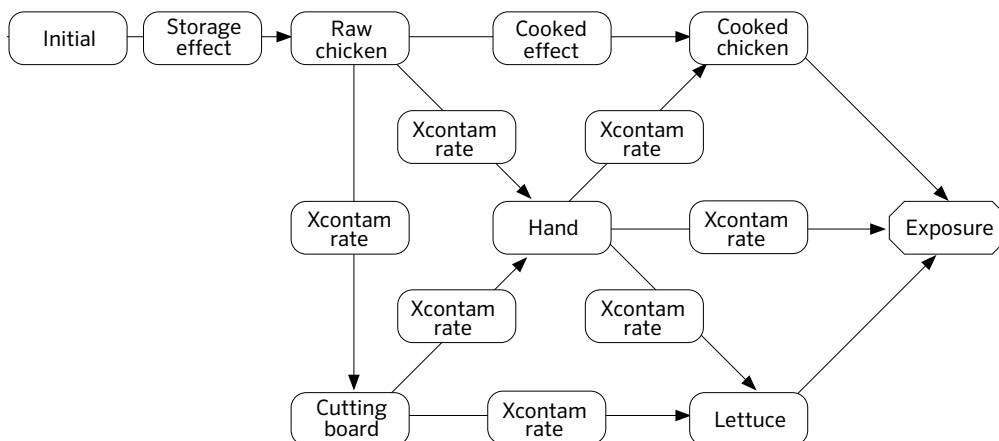 Initial
Storage
effect
Raw
chicken
Cooked
effect
Cooked
chicken
Xcontam
rate
Xcontam
rate
Xcontam
rate
Hand
Xcontam
rate
Exposure
Xcontam
rate
Xcontam
rate
Cutting
board
Xcontam
rate
Lettuce